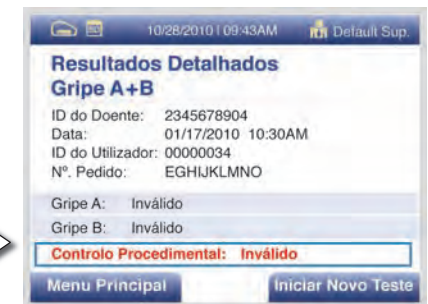 10/28/2010 | 09:43AM Default Sup.
Resultados Detalhados
Gripe A+B
ID do Doente: 2345678904
Data: 01/17/2010 10:30AM
ID do Utilizador: 00000034
Nº. Pedido: EGHIJKLMNO
Gripe A: Inválido
Gripe B: Inválido
Controlo Procedimental: Inválido
Menu Principal Iniciar Novo Teste